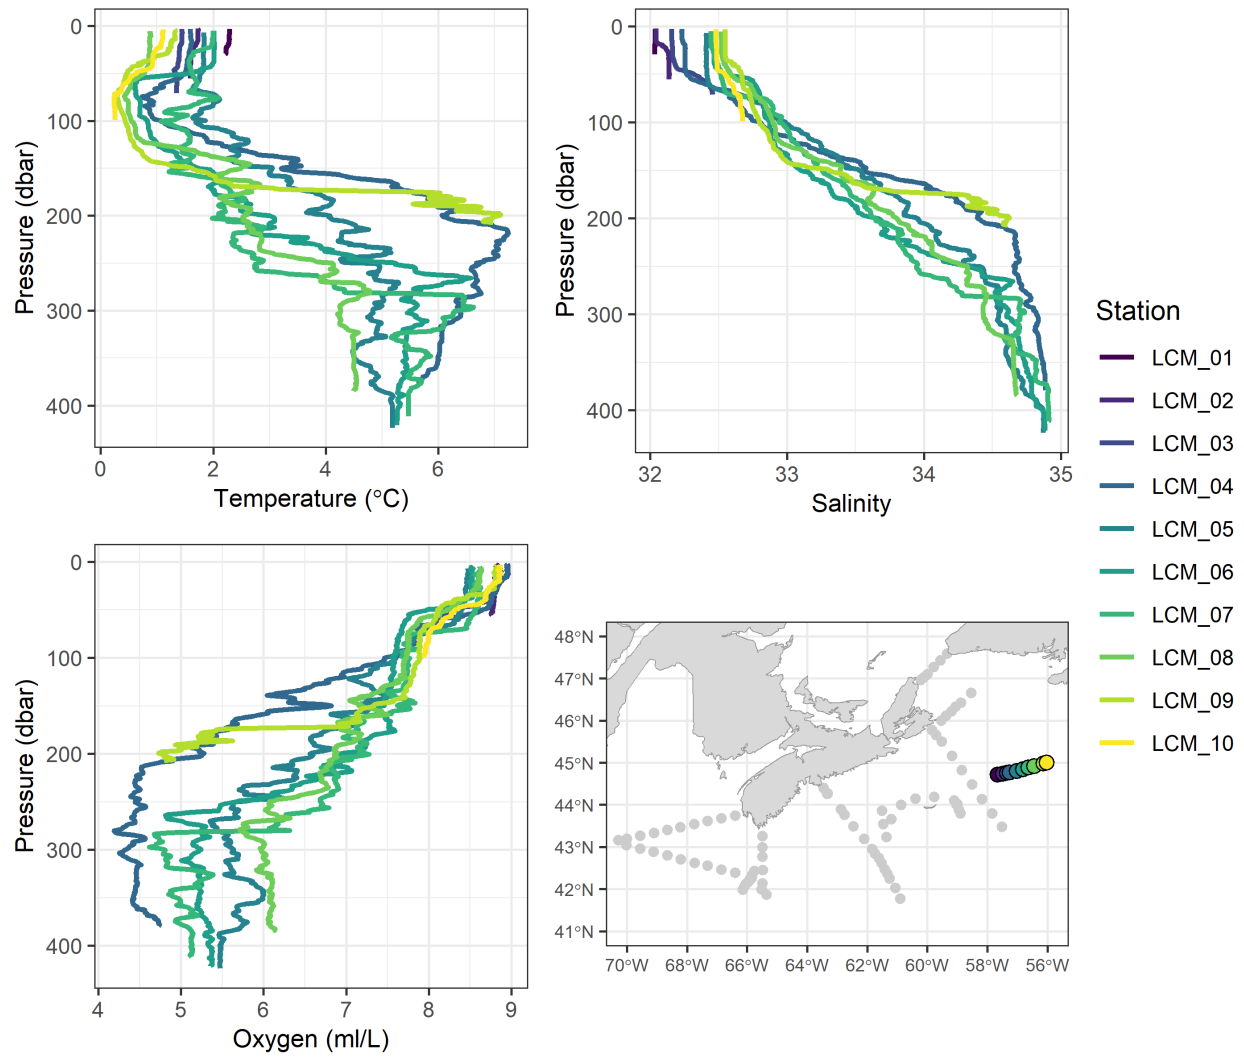 0
100
200
300
400
Pressure (dbar)
0
2
4
6
Temperature (°C)
0
100
200
300
400
Pressure (dbar)
32
33
34
35
Salinity
0
100
200
300
400
Pressure (dbar)
4
5
6
7
8
9
Oxygen (ml/L)
48°N
47°N
46°N
45°N
44°N
43°N
42°N
41°N
70°W
68°W
66°W
64°W
62°W
60°W
58°W
56°W
Station
LCM_01
LCM_02
LCM_03
LCM_04
LCM_05
LCM_06
LCM_07
LCM_08
LCM_09
LCM_10